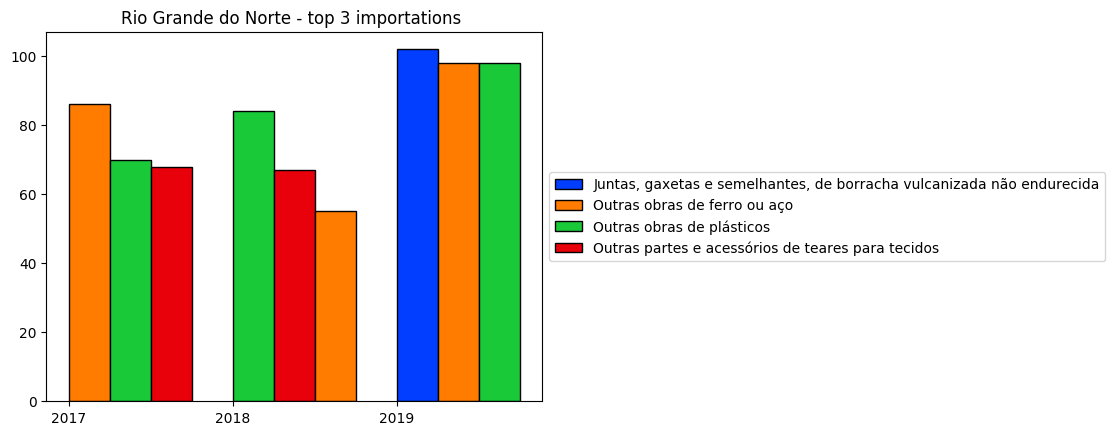 Rio Grande do Norte - top 3 importations
100
80
60
40
20
0
2017
2018
2019
Juntas, gaxetas e semelhantes, de borracha vulcanizada não endurecida
Outras obras de ferro ou aço
Outras obras de plásticos
Outras partes e acessórios de teares para tecidos